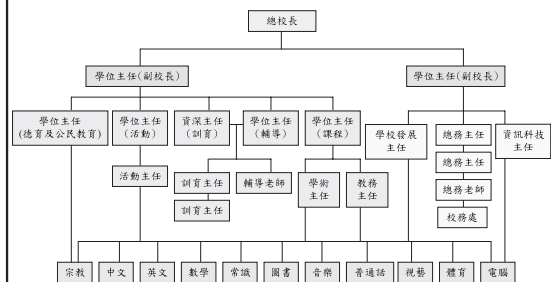 總校長
學位主任(副校長)
學位主任(副校長)
學位主任
(德育及公民教育)
學位主任
(活動)
資深主任
(訓育)
學位主任
(輔導)
學位主任
(課程)
學校發展
主任
總務主任
資訊科技
主任
活動主任
訓育主任
訓育主任
輔導老師
學術
主任
教務
主任
總務主任
總務老師
校務處
宗教
中文
英文
數學
常識
圖書
音樂
普通話
視藝
體育
電腦